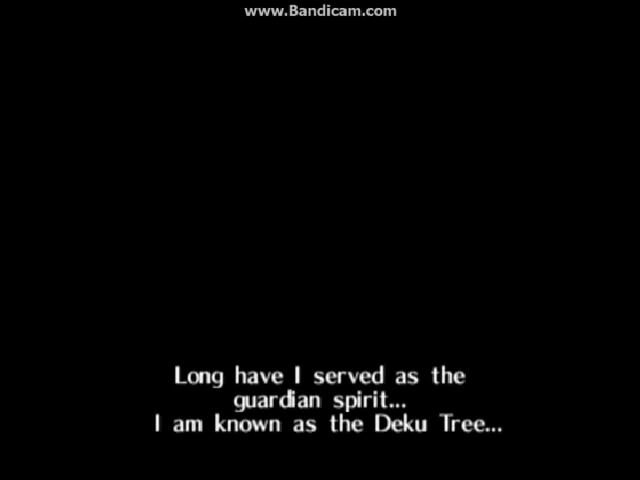 www.Bandicam.com
Long have I served as the
guardian spirit...
I am known as the Deku Tree...